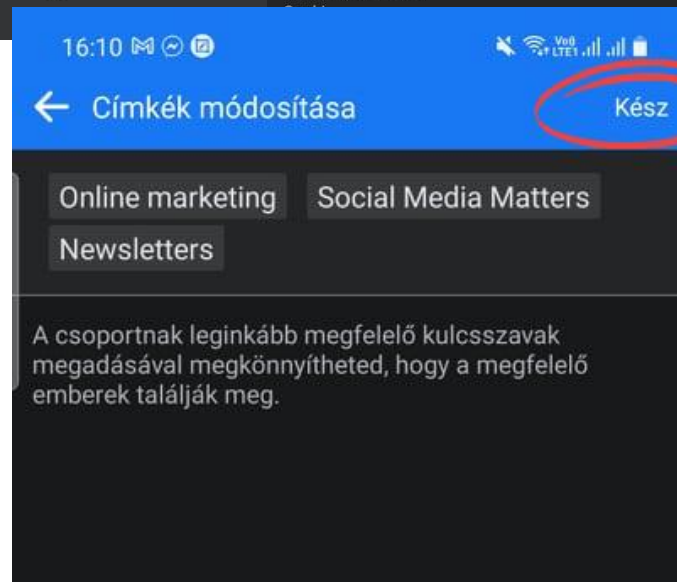 16:10
Címkék módosítása Kész
Online marketing Social Media Matters
Newsletters
A csoportnak leginkább megfelelő kulcsszavak
megadásával megkönnyítheted, hogy a megfelelő
emberek találják meg.